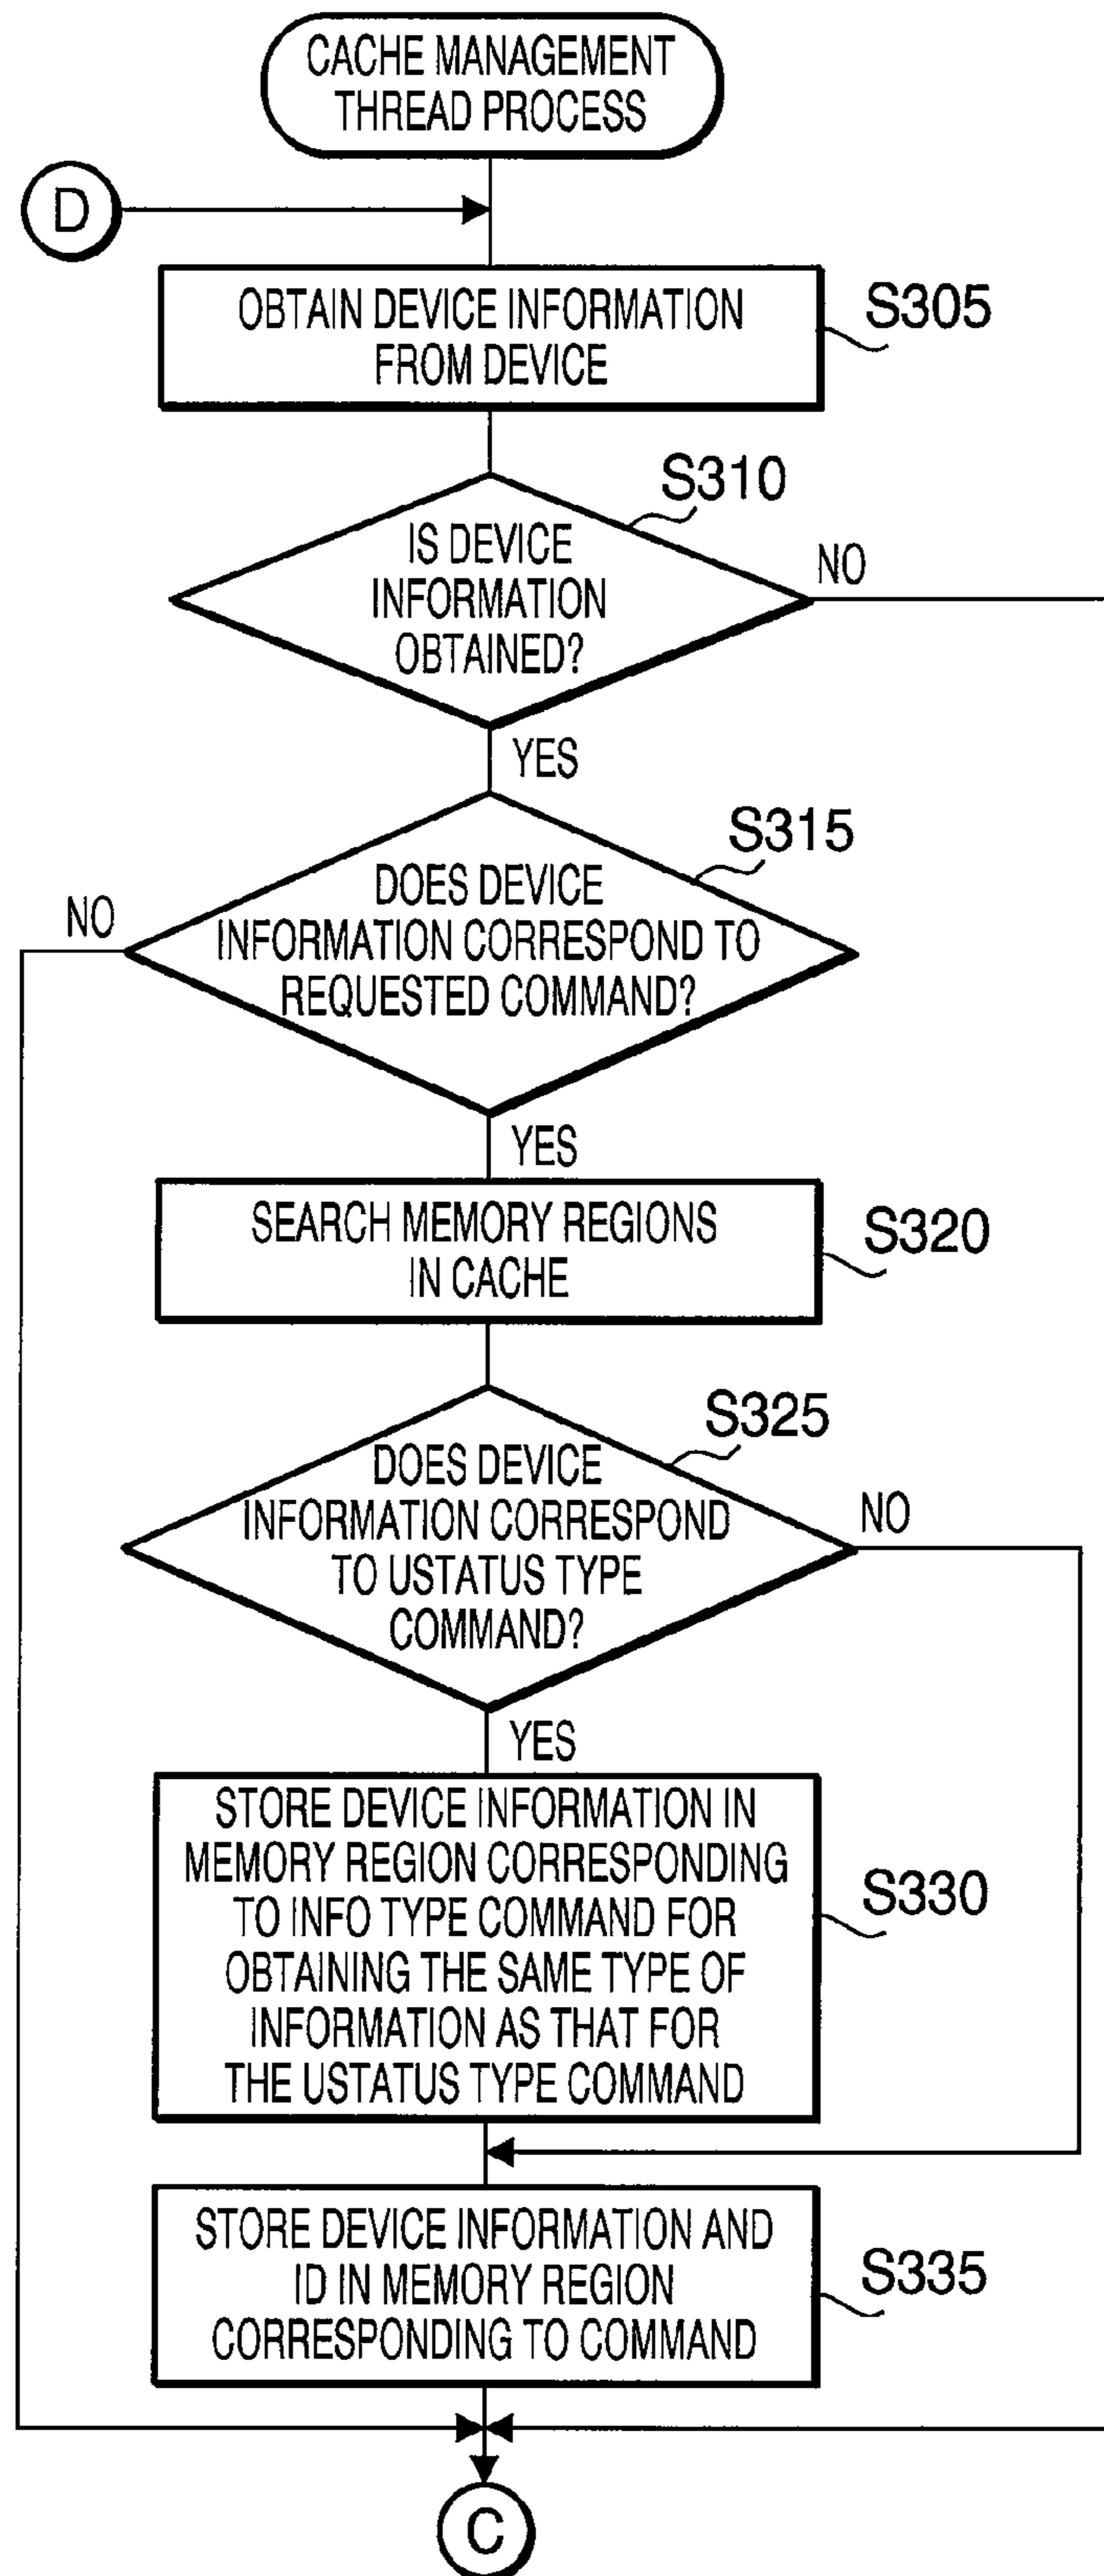 CACHE MANAGEMENT
THREAD PROCESS
D
OBTAIN DEVICE INFORMATION
FROM DEVICE
S305
S310
IS DEVICE
INFORMATION
OBTAINED?
NO
YES
S315
DOES DEVICE
INFORMATION CORRESPOND TO
REQUESTED COMMAND?
NO
YES
SEARCH MEMORY REGIONS
IN CACHE
S320
S325
DOES DEVICE
INFORMATION CORRESPOND
TO USTATUS TYPE
COMMAND?
NO
YES
STORE DEVICE INFORMATION IN
MEMORY REGION CORRESPONDING
TO INFO TYPE COMMAND FOR
OBTAINING THE SAME TYPE OF
INFORMATION AS THAT FOR
THE USTATUS TYPE COMMAND
S330
STORE DEVICE INFORMATION AND
ID IN MEMORY REGION
CORRESPONDING TO COMMAND
S335
C